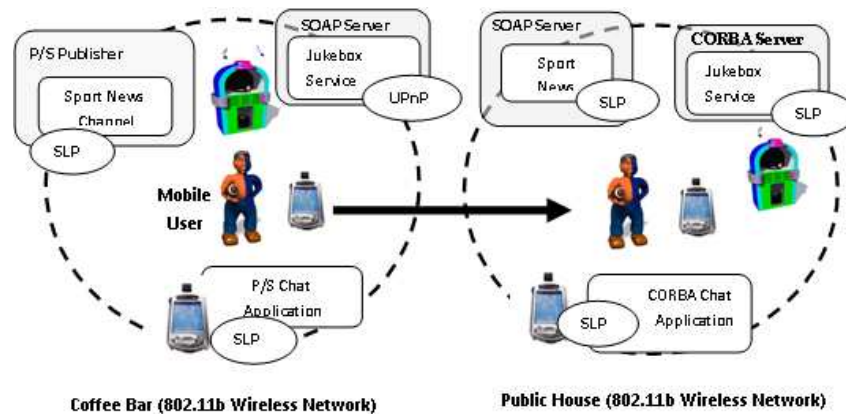 SOAP Server
P/S Publisher
Jukebox
Service
Sport News
Channel
UPnP
SLP
Mobile
User
P/S Chat
Application
SLP
Coffee Bar (802.11b Wireless Network)
SOAP Server
CORBA Server
Sport
News
Jukebox
Service
SLP
SLP
CORBA Chat
Application
SLP
Public House (802.11b Wireless Network)